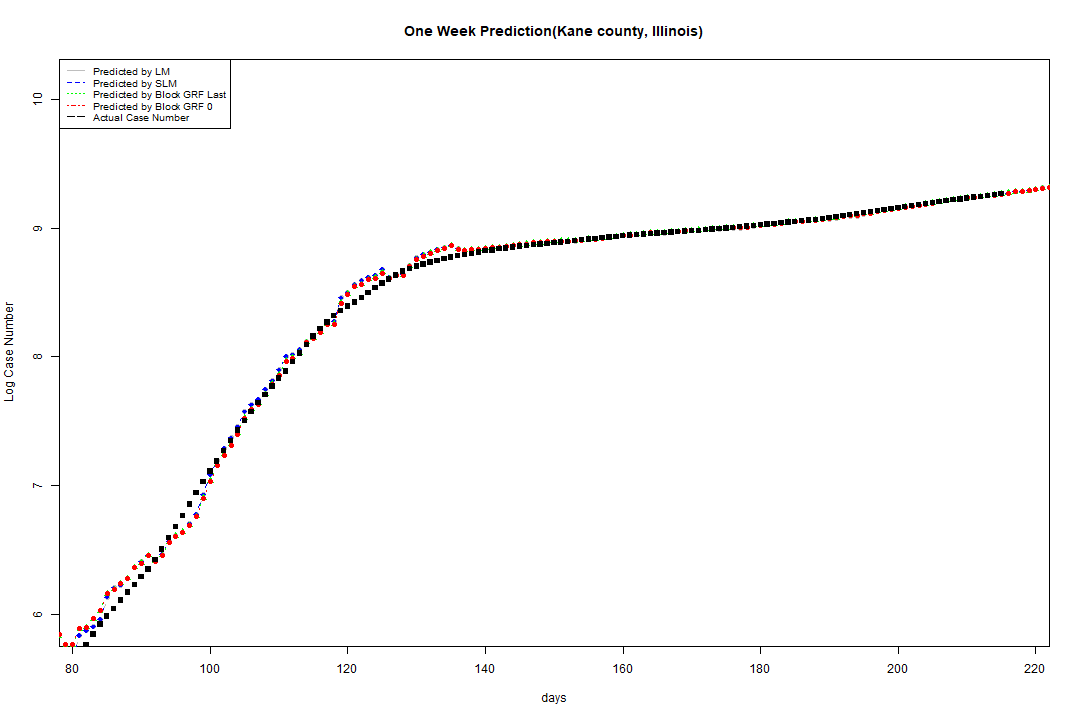 One Week Prediction(Kane county, Illinois)
Predicted by LM
Predicted by SLM
Predicted by Block GRF Last
Predicted by Block GRF 0
Actual Case Number
10
9
8
7
6
Log Case Number
80 100 120 140 160 180 200 220
days